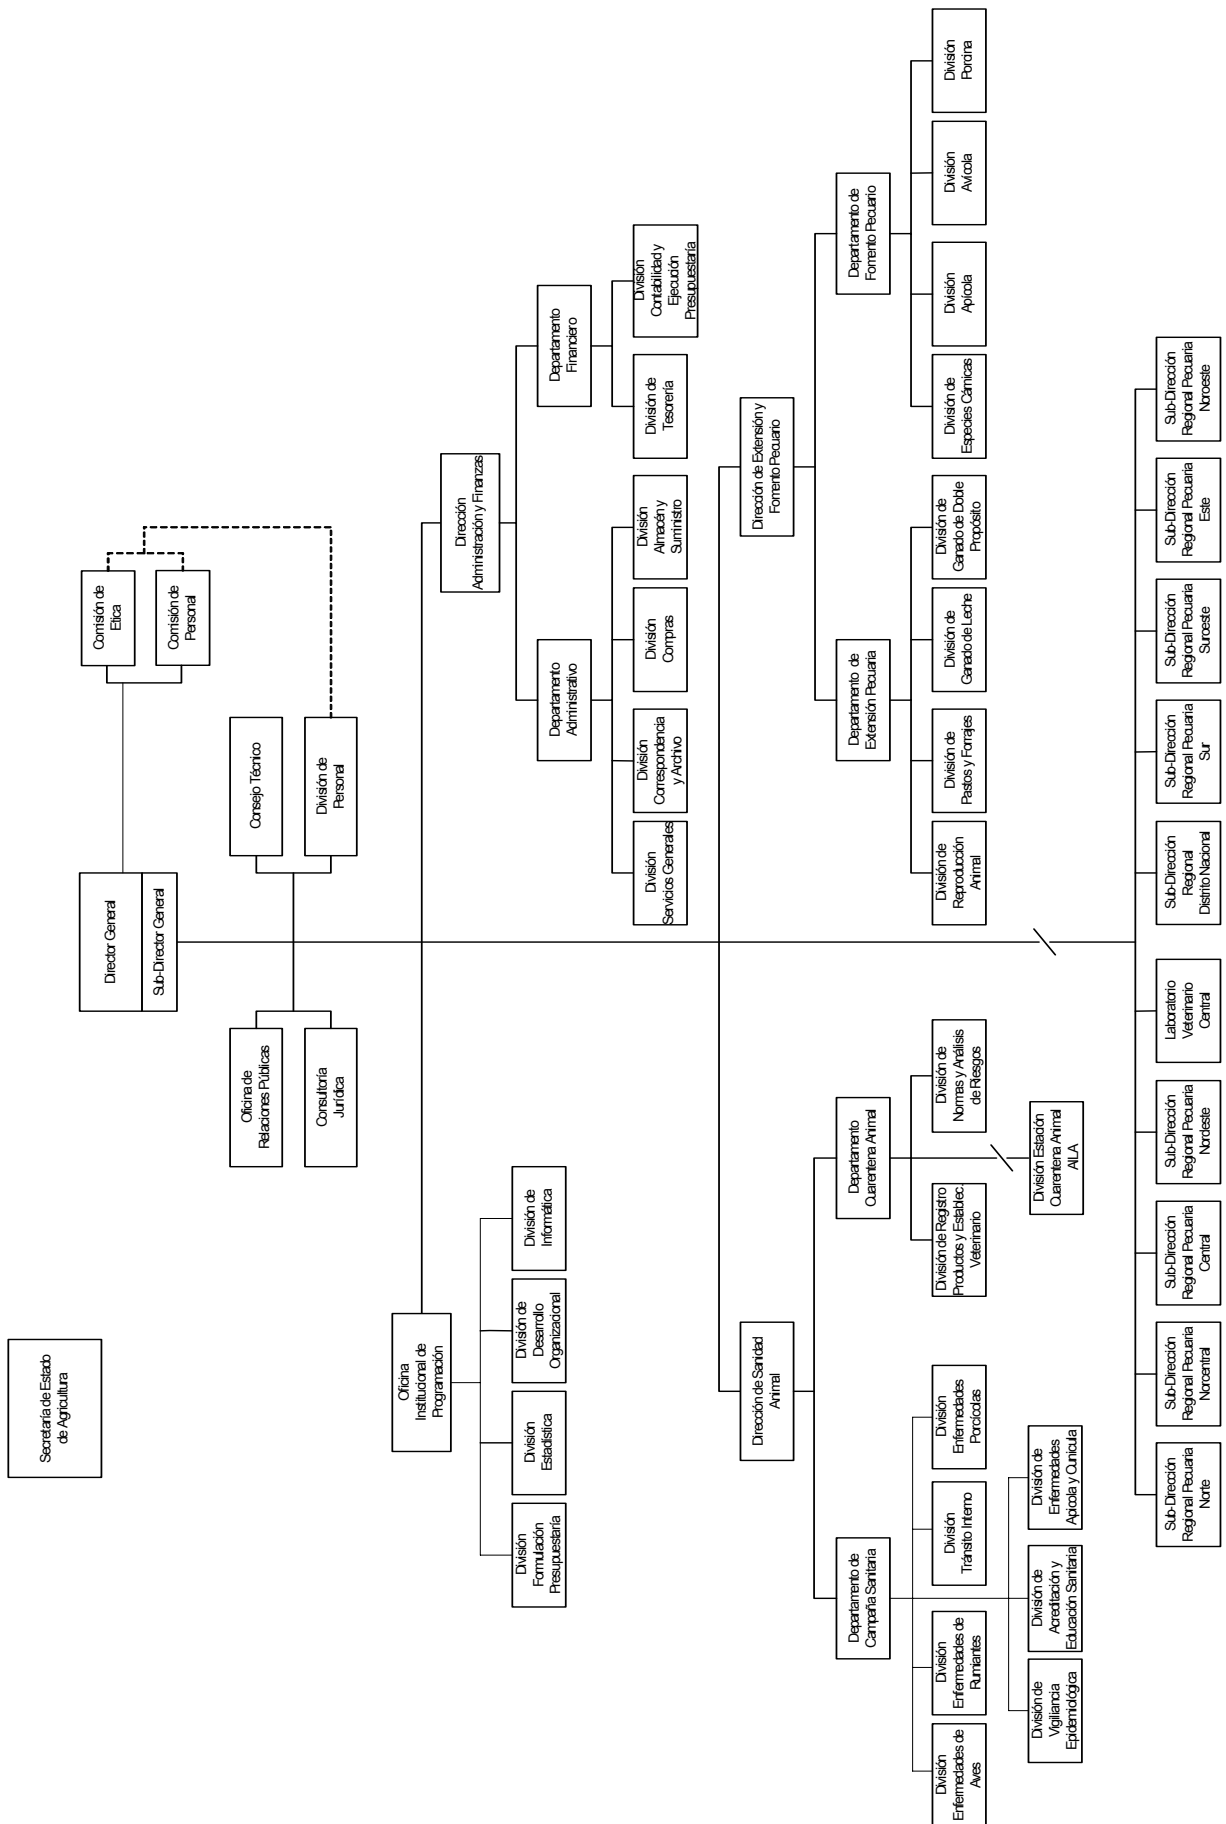 Secretaría de Estado
de Agricultura
Director General
Sub-Director General
Comisión de
Etica
Comisión de
Personal
Oficina de
Relaciones Públicas
Consejo Técnico
Consultoría
Jurídica
División de
Personal
Oficina
Institucional de
Programación
Dirección
Administración y Finanzas
División
Formulación
Presupuestaría
División
Estadística
División de
Desarrollo
Organizacional
División de
Informática
Departamento
Administrativo
Departamento
Financiero
División
Servicios Generales
División
Correspondencia
y Archivo
División
Compras
División
Almacén y
Suministro
División de
Tesorería
División
Contabilidad y
Ejecución
Presupuestaría
Dirección de Sanidad
Animal
Dirección de Extensión y
Fomento Pecuario
Departamento de
Campaña Sanitaria
Departamento
Cuarentena Animal
Departamento de
Extensión Pecuaria
Departamento de
Fomento Pecuario
División
Enfermedades de
Aves
División
Enfermedades de
Rumiantes
División
Tránsito Interno
División
Enfermedades
Porcícolas
División de Registro
Productos y Establec.
Veterinario
División de
Normas y Análisis
de Riesgos
División de
Reproducción
Animal
División de
Pastos y Forrajes
División de
Ganado de Leche
División de
Ganado de Doble
Propósito
División de
Especies Cárnicas
División
Apícola
División
Avícola
División
Porcina
División de
Vigiliancia
Epidemiológica
División de
Acreditación y
Educación Sanitaria
División de
Enfermedades
Apicola y Cunicula
División Estación
Cuarentena Animal
AILA
Sub-Dirección
Regional Pecuaria
Norte
Sub-Dirección
Regional Pecuaria
Norcentral
Sub-Dirección
Regional Pecuaria
Central
Sub-Dirección
Regional Pecuaria
Nordeste
Laboratorio
Veterinario
Central
Sub-Dirección
Regional
Distrito Nacional
Sub-Dirección
Regional Pecuaria
Sur
Sub-Dirección
Regional Pecuaria
Suroeste
Sub-Dirección
Regional Pecuaria
Este
Sub-Dirección
Regional Pecuaria
Noroeste